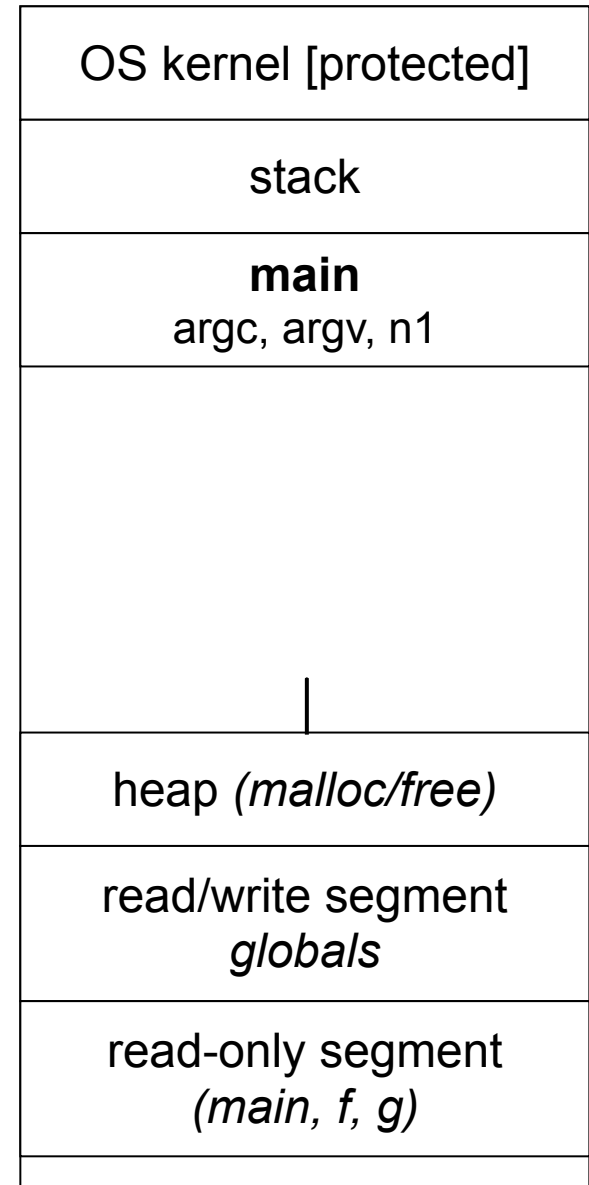 OS kernel [protected]
stack
main
argc, argv, n1
heap (malloc/free)
read/write segment
globals
read-only segment
(main, f, g)